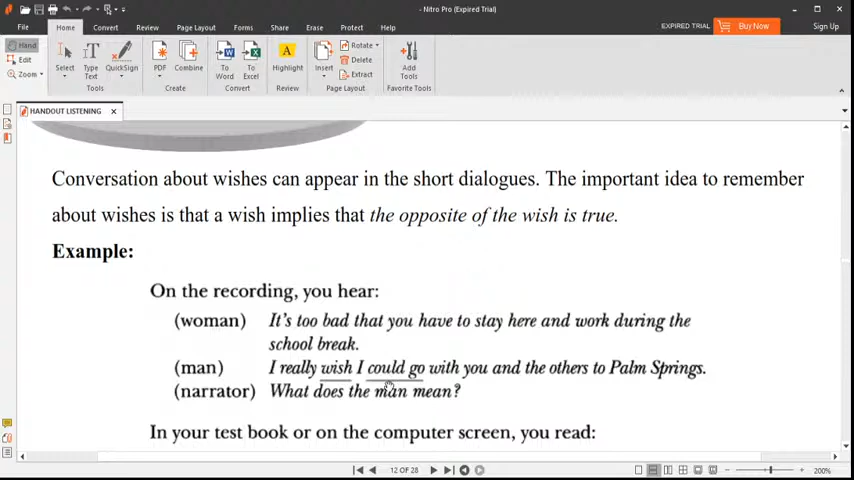 - Nitro Pro (Expired Trial)
File Home Convert Review Page Layout Forms Share Erase Protect Help
EXPIRED TRIAL Buy Now Sign Up
Hand
Edit
Zoom
Select
Type Text
QuickSign
Tools
PDF
Combine
Create
To Word
To Excel
Convert
Highlight
Review
Insert
Rotate
Delete
Extract
Page Layout
Add Tools
Favorite Tools
HANDOUT LISTENING
Conversation about wishes can appear in the short dialogues. The important idea to remember
about wishes is that a wish implies that the opposite of the wish is true.
Example:
On the recording, you hear:
(woman) It's too bad that you have to stay here and work during the
school break.
(man) I really wish I could go with you and the others to Palm Springs.
(narrator) What does the man mean?
In your test book or on the computer screen, you read:
12 OF 28
200%